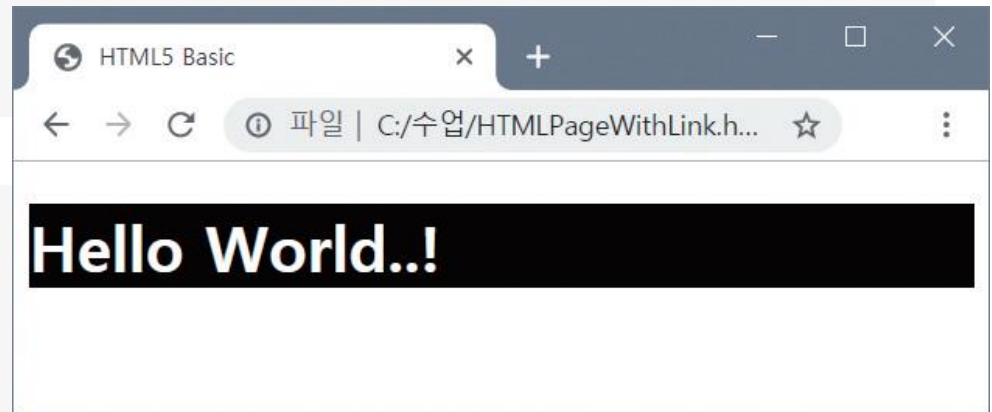 HTML5 Basic
파일 | C:/수업/HTMLPageWithLink.h...
Hello World..!